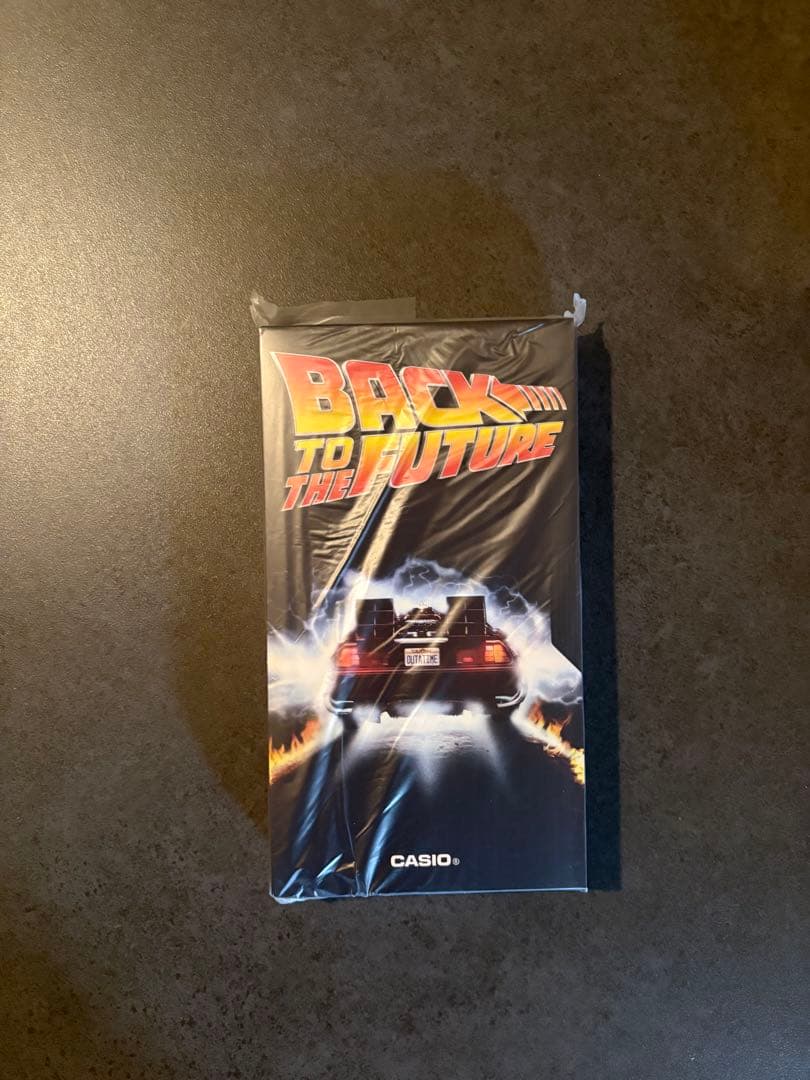 BACK
TO THE FUTURE
OUTATIME
CASIO®